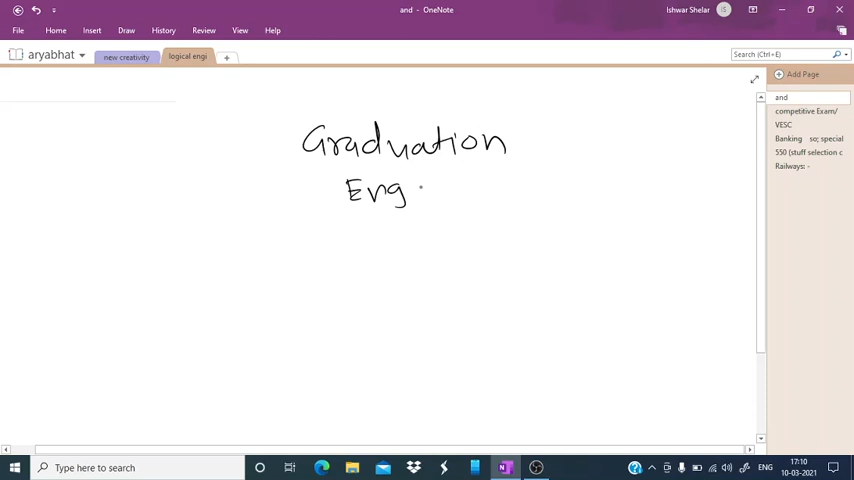 and - OneNote
Ishwar Shelar
IS
File Home Insert Draw History Review View Help
aryabhat
new creativity
logical engi
+
Search (Ctrl+E)
Add Page
and
competitive Exam/
VESC
Banking so; special
550 (stuff selection c
Railways: -
Graduation
Eng
Type here to search
ENG
17:10
10-03-2021